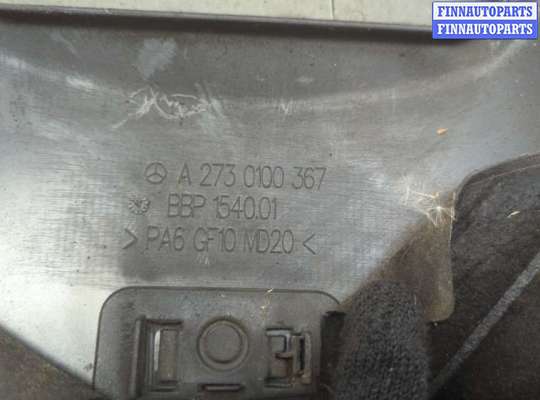 FINNAUTOPARTS
FINNAUTOPARTS
A 273 0100 367
BBP 1540.01
> PA6 GF10 MD20 <